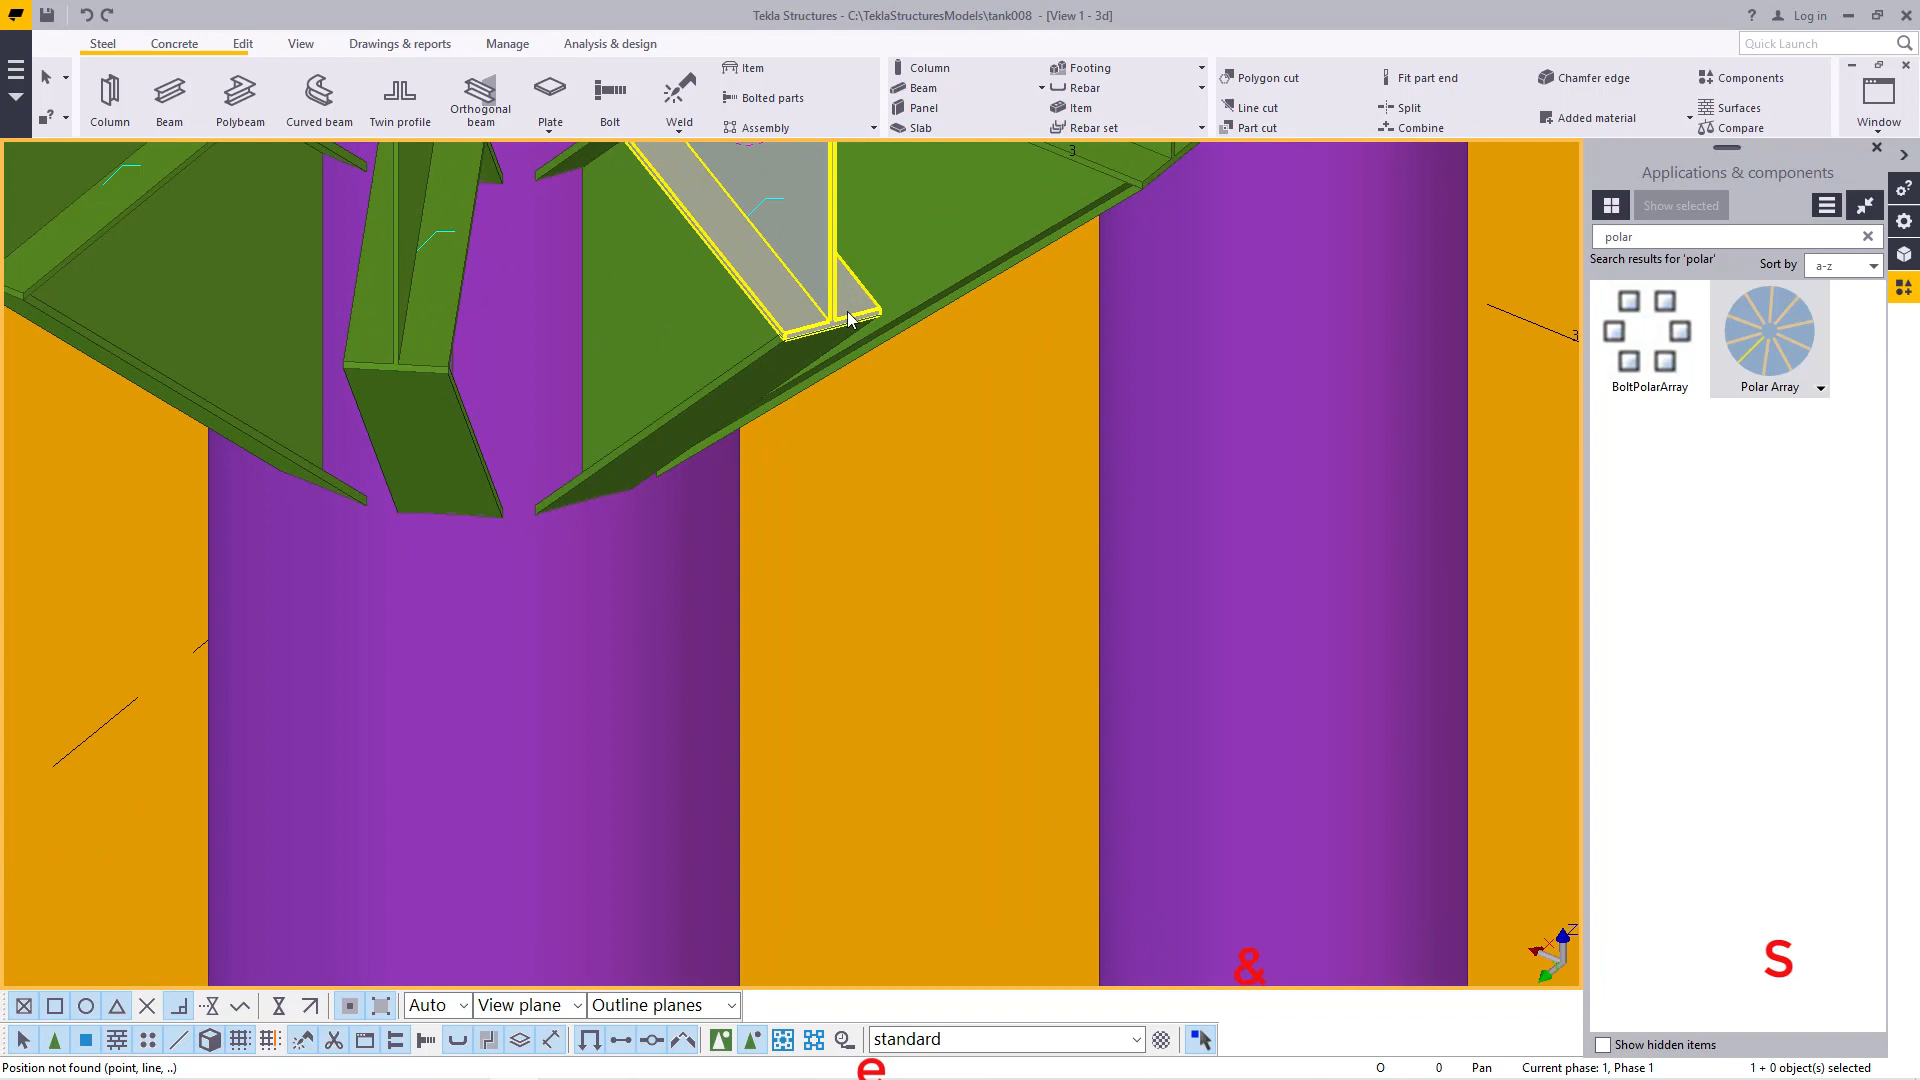 Tekla Structures - C:\TeklaStructuresModels\tank008 - [View 1 - 3d]
? Log in
Steel Concrete Edit View Drawings & reports Manage Analysis & design
Quick Launch
Column Beam Polybeam Curved beam Twin profile Orthogonal beam Plate Bolt Weld
Item
Bolted parts
Assembly
Column
Beam
Panel
Slab
Footing
Rebar
Item
Rebar set
Polygon cut
Line cut
Part cut
Fit part end
Split
Combine
Chamfer edge
Added material
Components
Surfaces
Compare
Window
3
3
Z
X
&
S
e
Applications & components
Show selected
polar
Search results for 'polar'
Sort by a-z
BoltPolarArray
Polar Array
Show hidden items
Auto View plane Outline planes
standard
Position not found (point, line, ..)
O 0 Pan Current phase: 1, Phase 1 1 + 0 object(s) selected